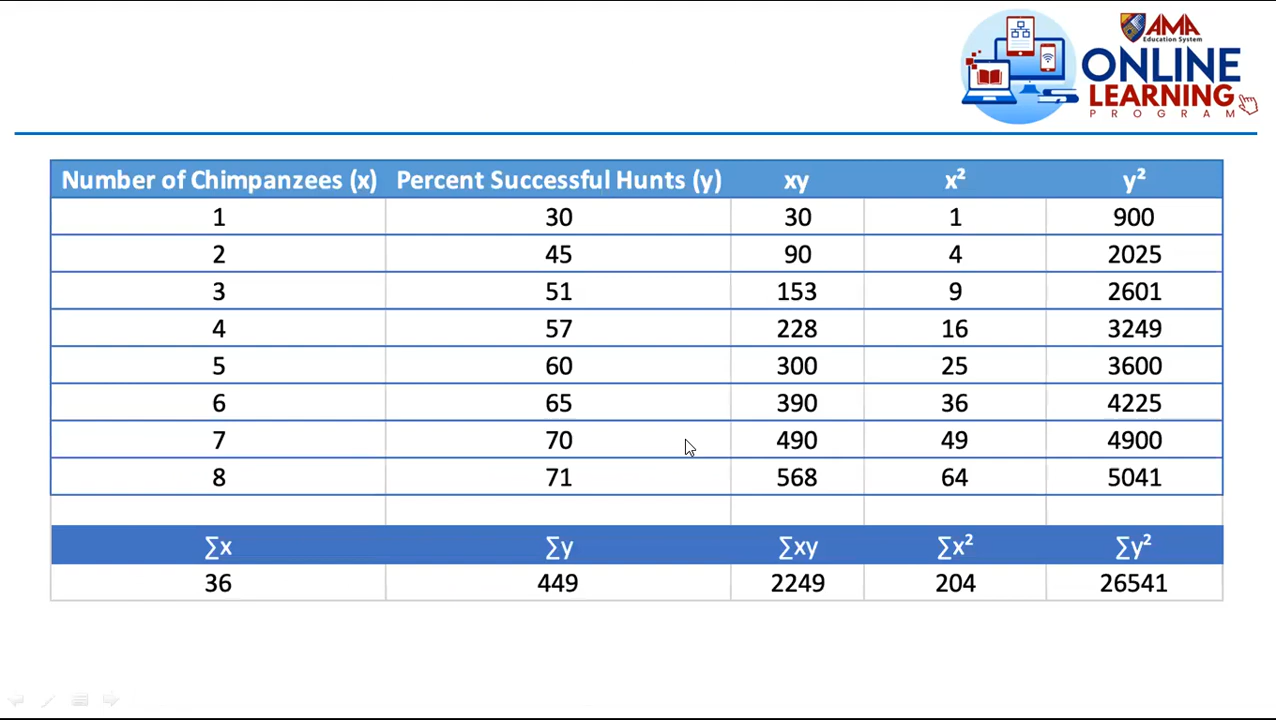 AMA
Education System
ONLINE
LEARNING
PROGRAM
Number of Chimpanzees (x) Percent Successful Hunts (y) xy x² y²
1 30 30 1 900
2 45 90 4 2025
3 51 153 9 2601
4 57 228 16 3249
5 60 300 25 3600
6 65 390 36 4225
7 70 490 49 4900
8 71 568 64 5041
∑x ∑y ∑xy ∑x² ∑y²
36 449 2249 204 26541